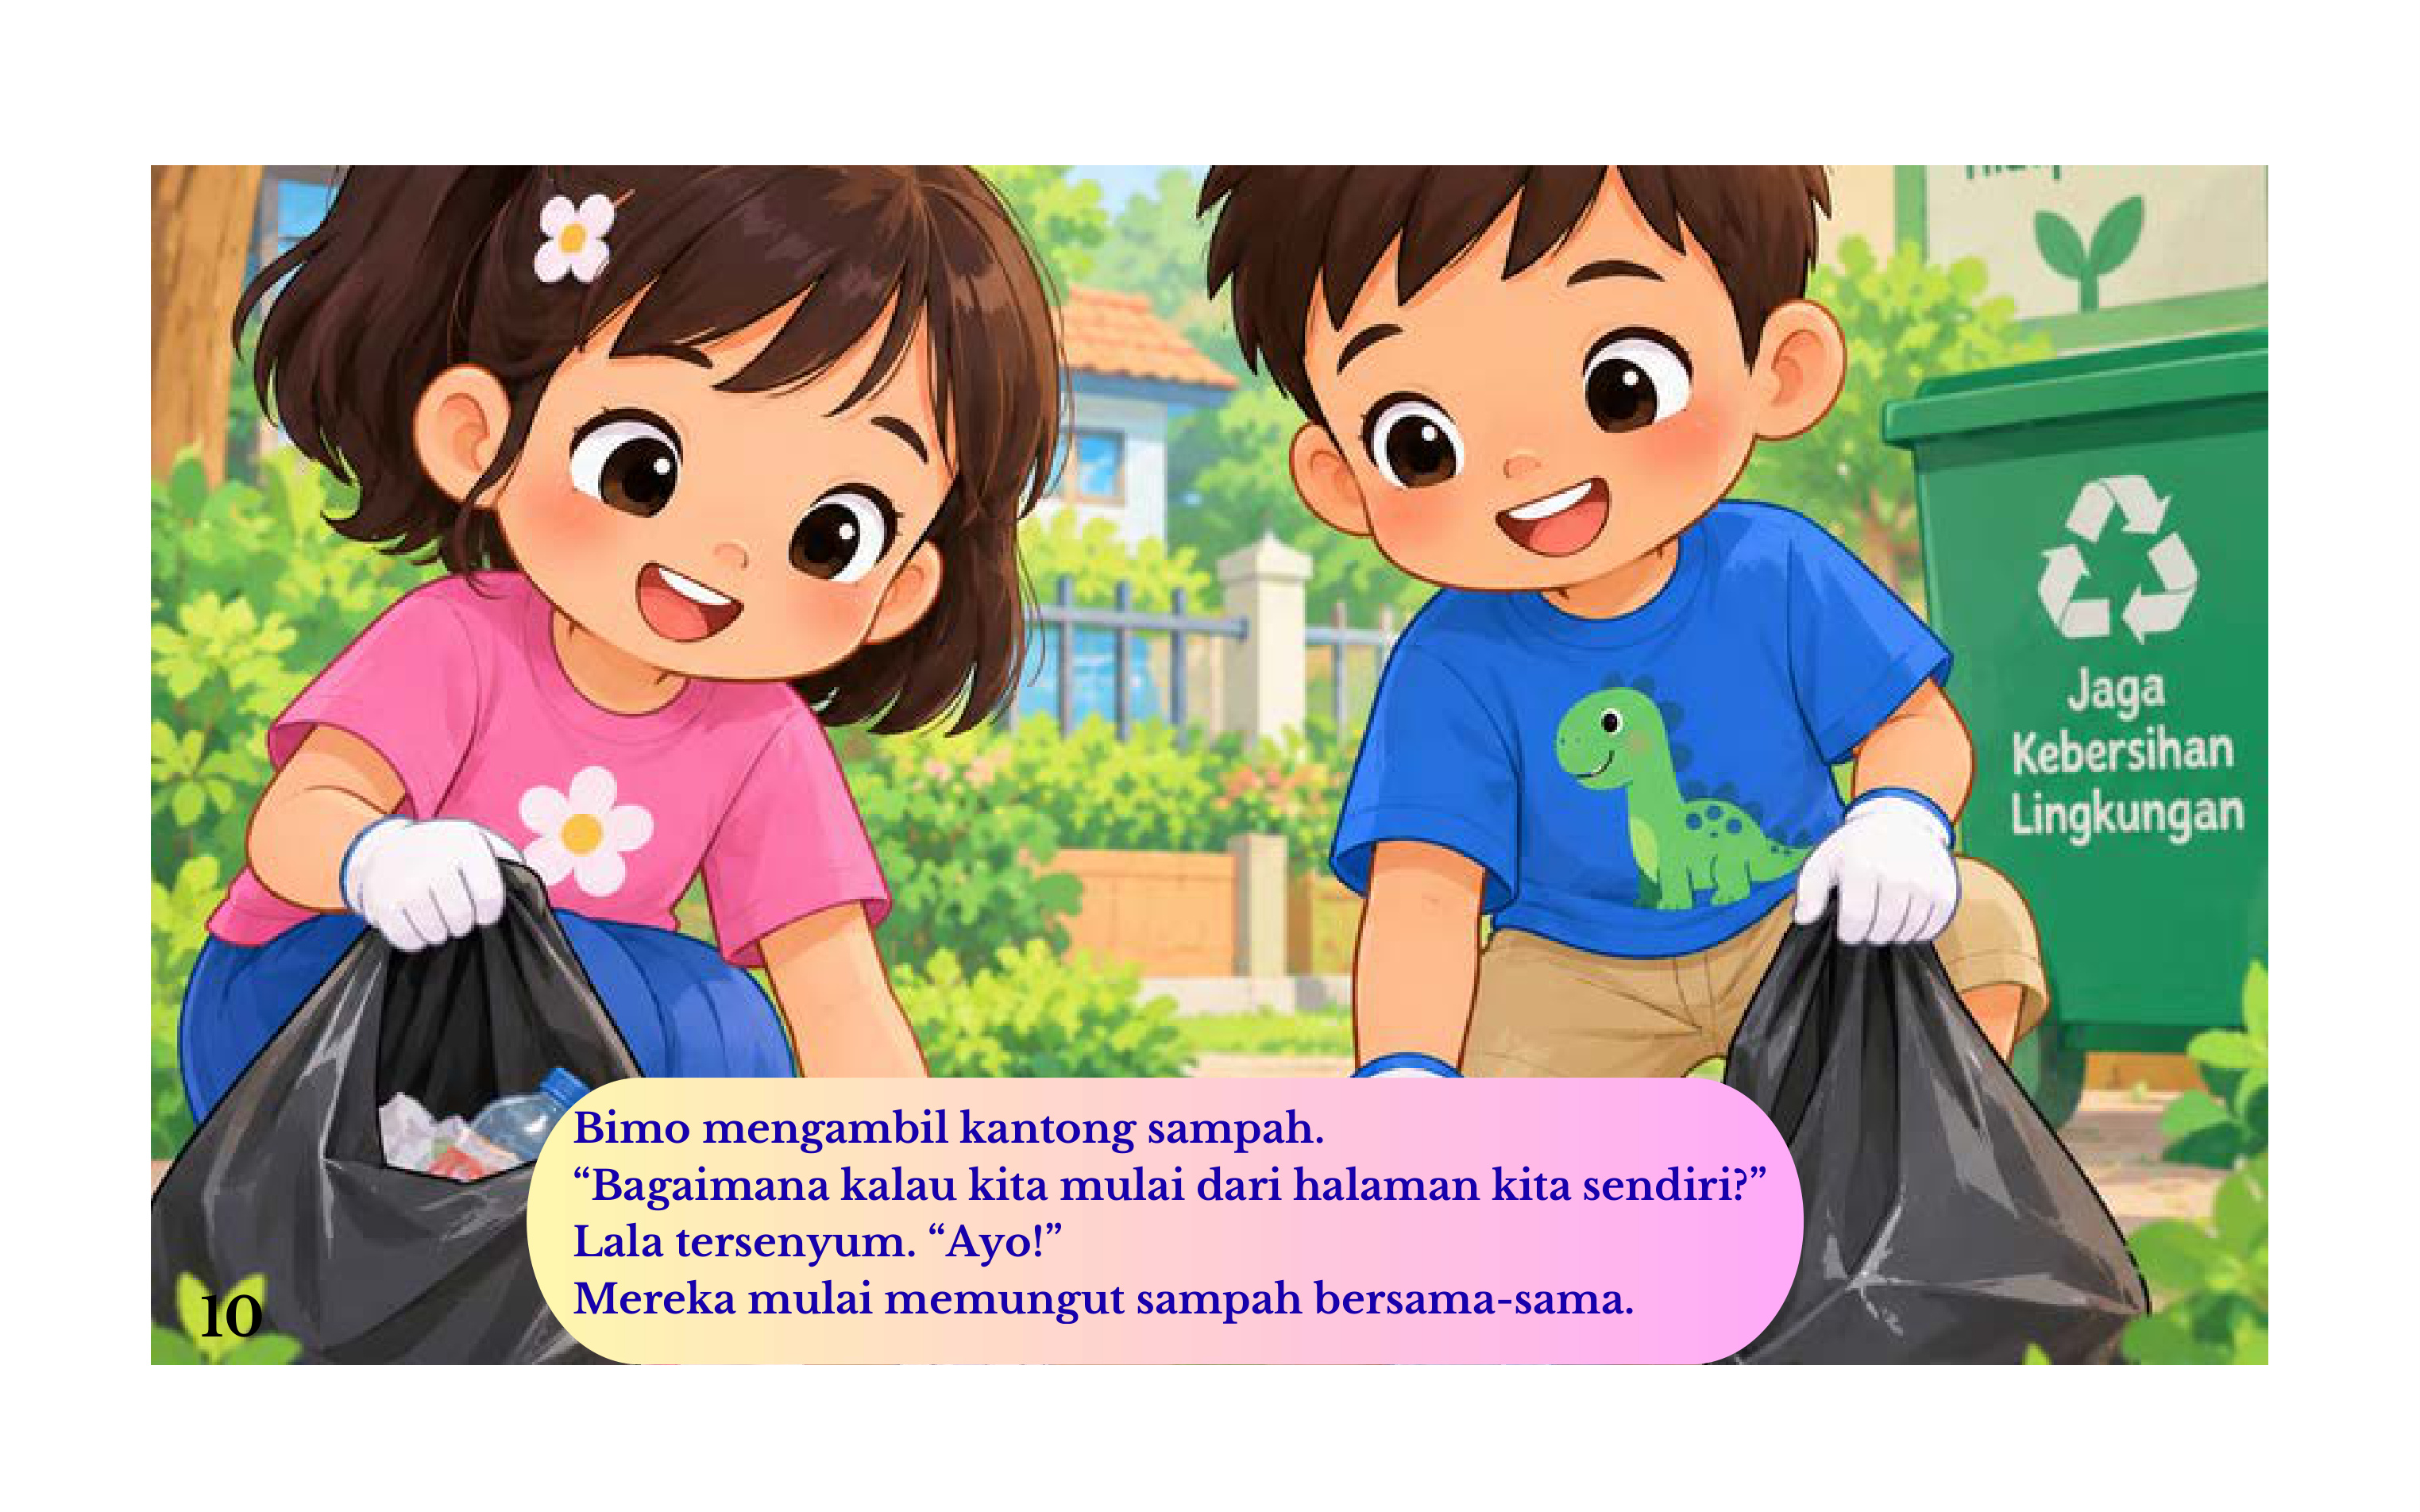 Jaga
Kebersihan
Lingkungan
Bimo mengambil kantong sampah.
“Bagaimana kalau kita mulai dari halaman kita sendiri?”
Lala tersenyum. “Ayo!”
Mereka mulai memungut sampah bersama-sama.
10